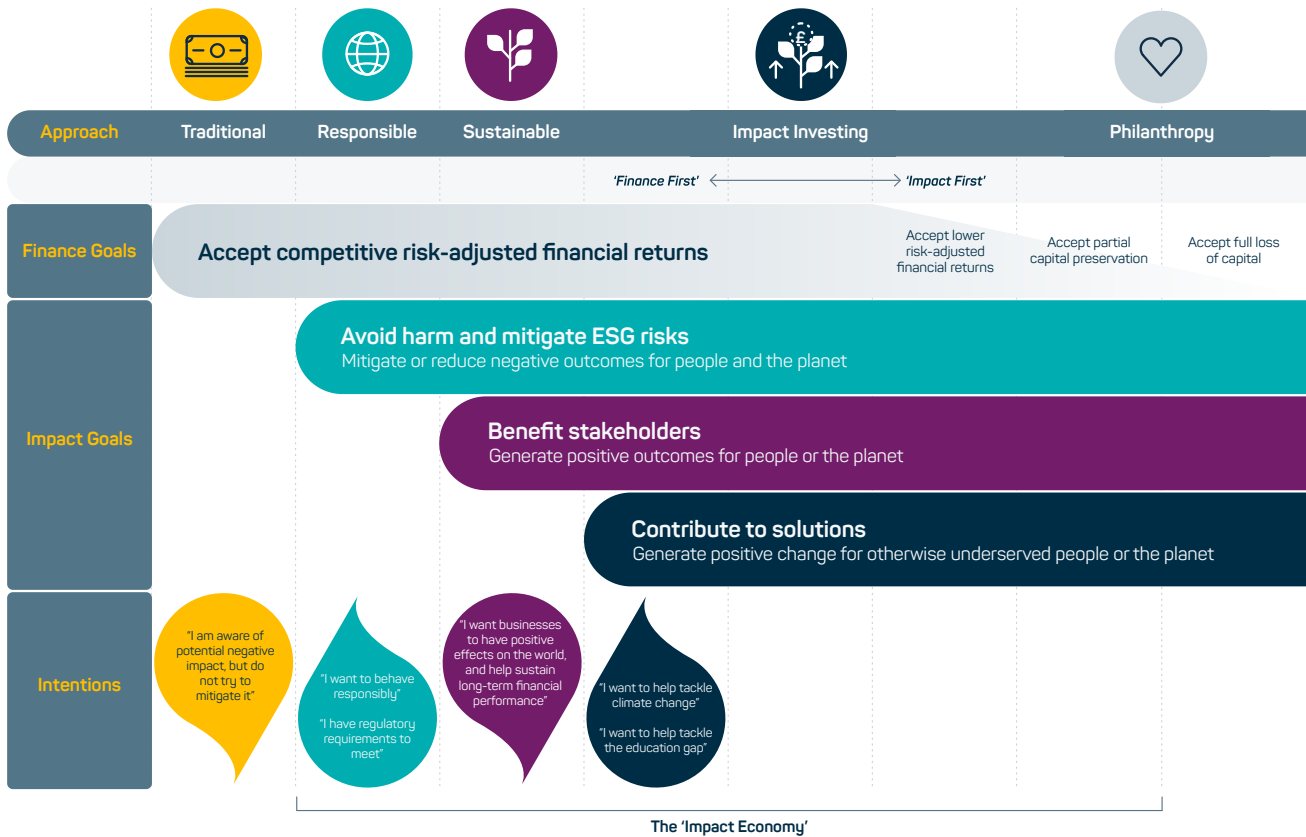 £
Approach
Traditional
Responsible
Sustainable
Impact Investing
Philanthropy
'Finance First'
'Impact First'
Finance Goals
Accept competitive risk-adjusted financial returns
Accept lower
risk-adjusted
financial returns
Accept partial
capital preservation
Accept full loss
of capital
Impact Goals
Avoid harm and mitigate ESG risks
Mitigate or reduce negative outcomes for people and the planet
Benefit stakeholders
Generate positive outcomes for people or the planet
Contribute to solutions
Generate positive change for otherwise underserved people or the planet
Intentions
"I am aware of
potential negative
impact, but do
not try to
mitigate it"
"I want to behave
responsibly"
"I have regulatory
requirements to
meet"
"I want businesses
to have positive
effects on the world,
and help sustain
long-term financial
performance"
"I want to help tackle
climate change"
"I want to help tackle
the education gap"
The 'Impact Economy'